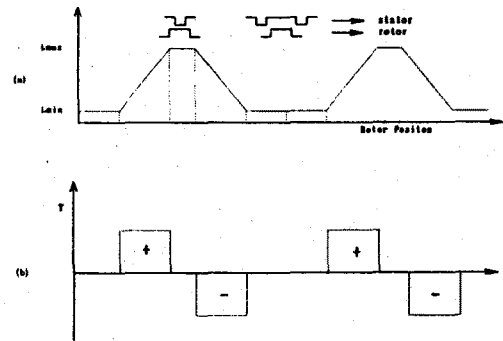 stator
rotor
Lmax
(a)
Lmin
Rotor Position
T
+
+
(b)
-
-